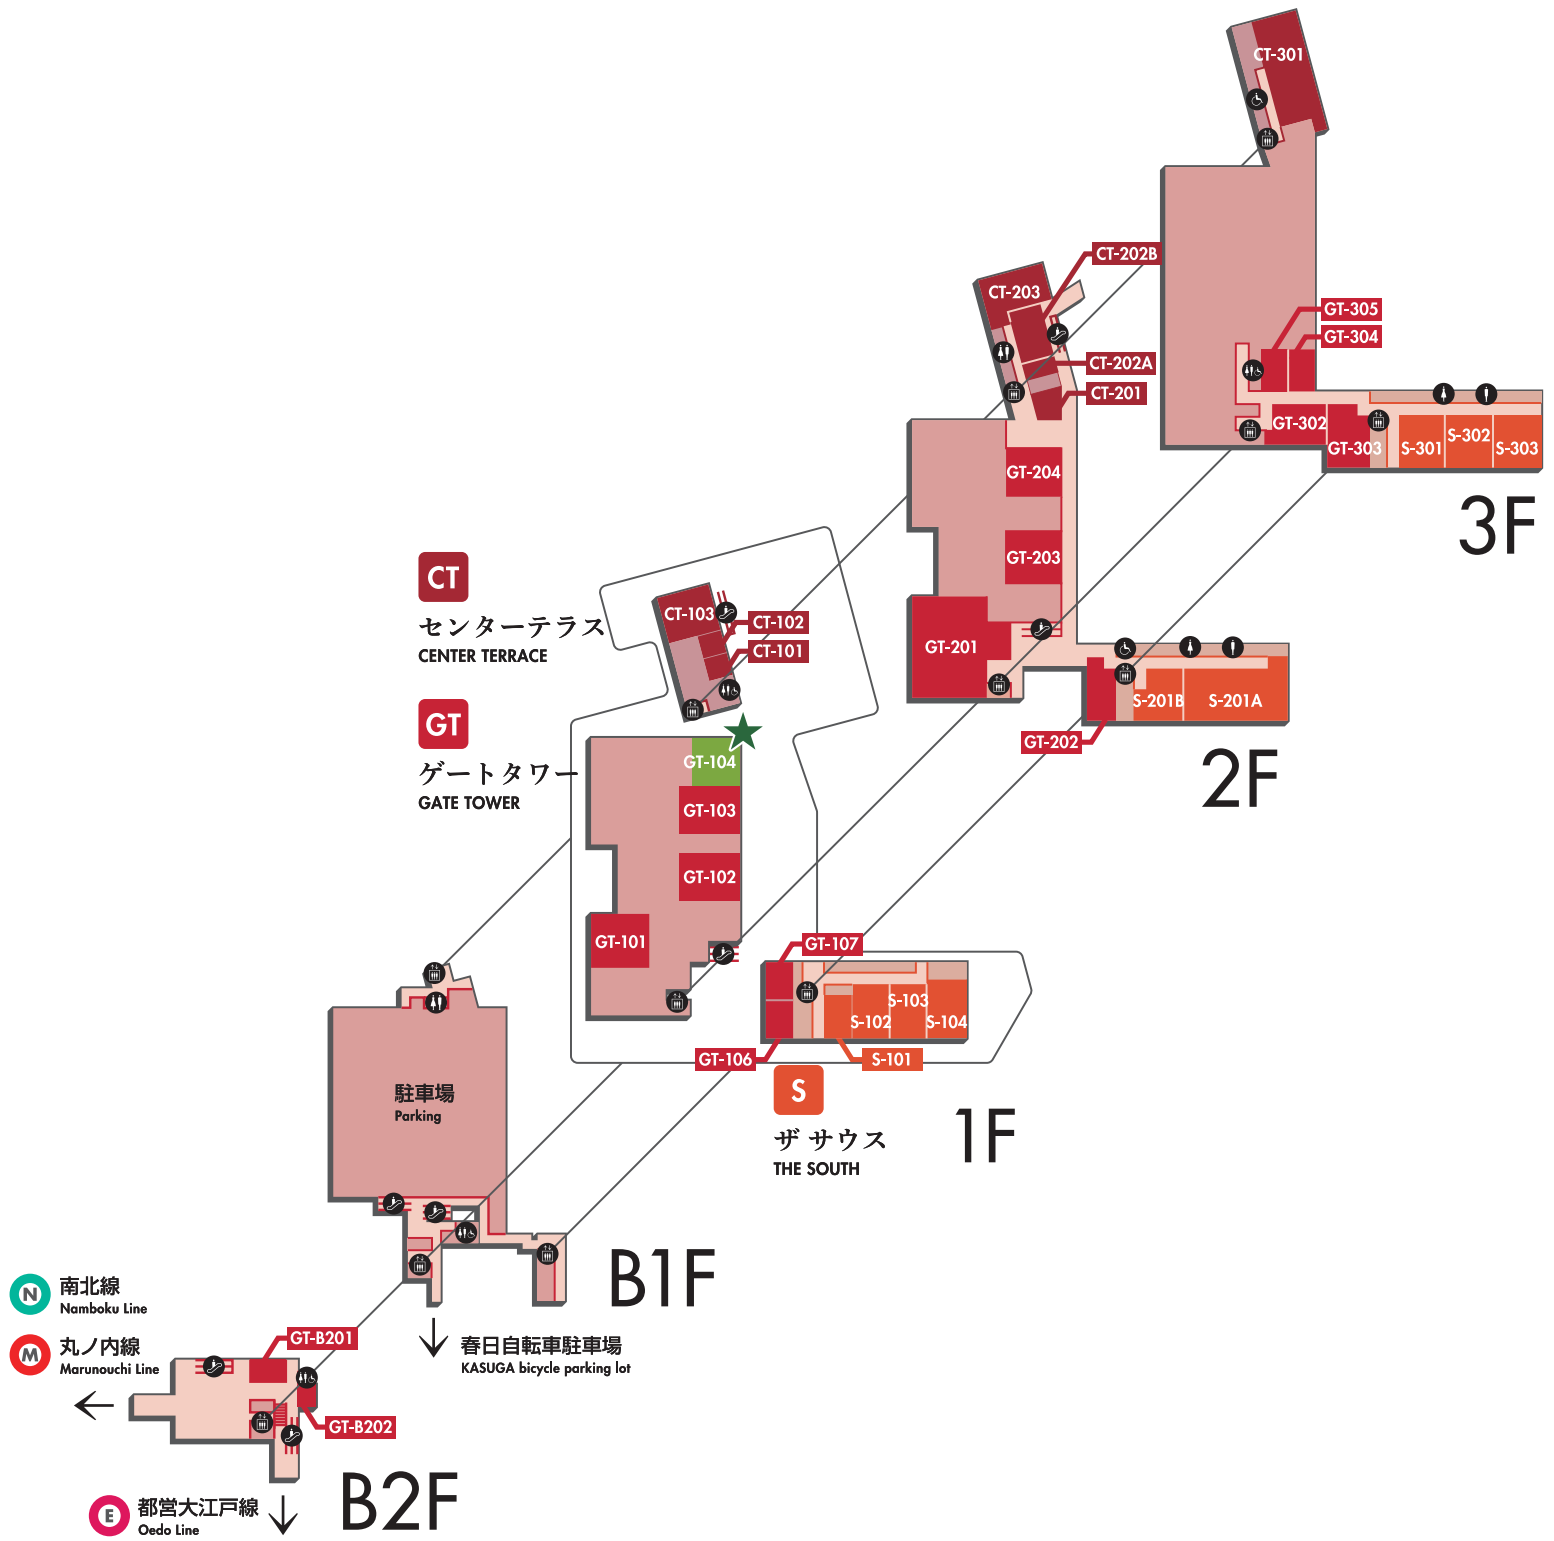 CT-301
GT-305
GT-304
GT-302
GT-303
S-301
S-302
S-303
3F
CT-202B
CT-203
CT-202A
CT-201
GT-204
GT-203
GT-201
S-201B
S-201A
GT-202
2F
CT
センターテラス
CENTER TERRACE
GT
ゲートタワー
GATE TOWER
CT-103
CT-102
CT-101
GT-104
GT-103
GT-102
GT-101
GT-107
S-103
S-102
S-104
GT-106
S-101
S
ザ サウス
THE SOUTH
1F
駐車場
Parking
B1F
春日自転車駐車場
KASUGA bicycle parking lot
N
南北線
Namboku Line
M
丸ノ内線
Marunouchi Line
GT-B201
GT-B202
B2F
E
都営大江戸線
Oedo Line